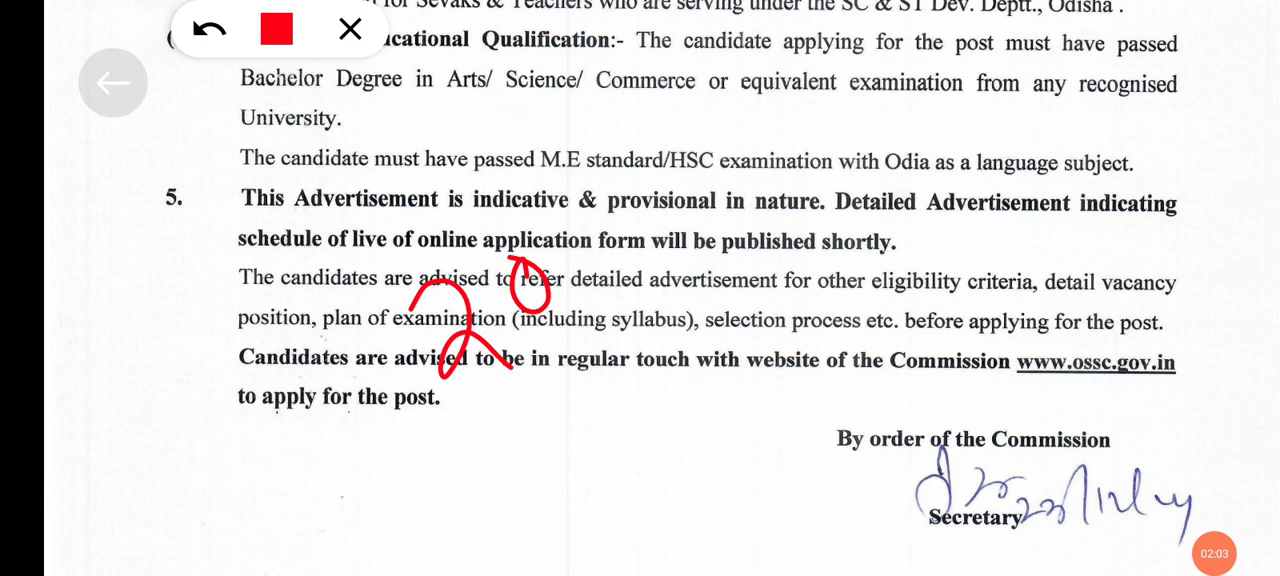 for Sevaks & Teachers who are serving under the SC & ST Dev. Deptt., Odisha .
( ucational Qualification:- The candidate applying for the post must have passed
Bachelor Degree in Arts/ Science/ Commerce or equivalent examination from any recognised
University.
The candidate must have passed M.E standard/HSC examination with Odia as a language subject.
5. This Advertisement is indicative & provisional in nature. Detailed Advertisement indicating
schedule of live of online application form will be published shortly.
The candidates are advised to refer detailed advertisement for other eligibility criteria, detail vacancy
position, plan of examination (including syllabus), selection process etc. before applying for the post.
Candidates are advised to be in regular touch with website of the Commission www.ossc.gov.in
to apply for the post.
20
By order of the Commission
Secretary
02:03